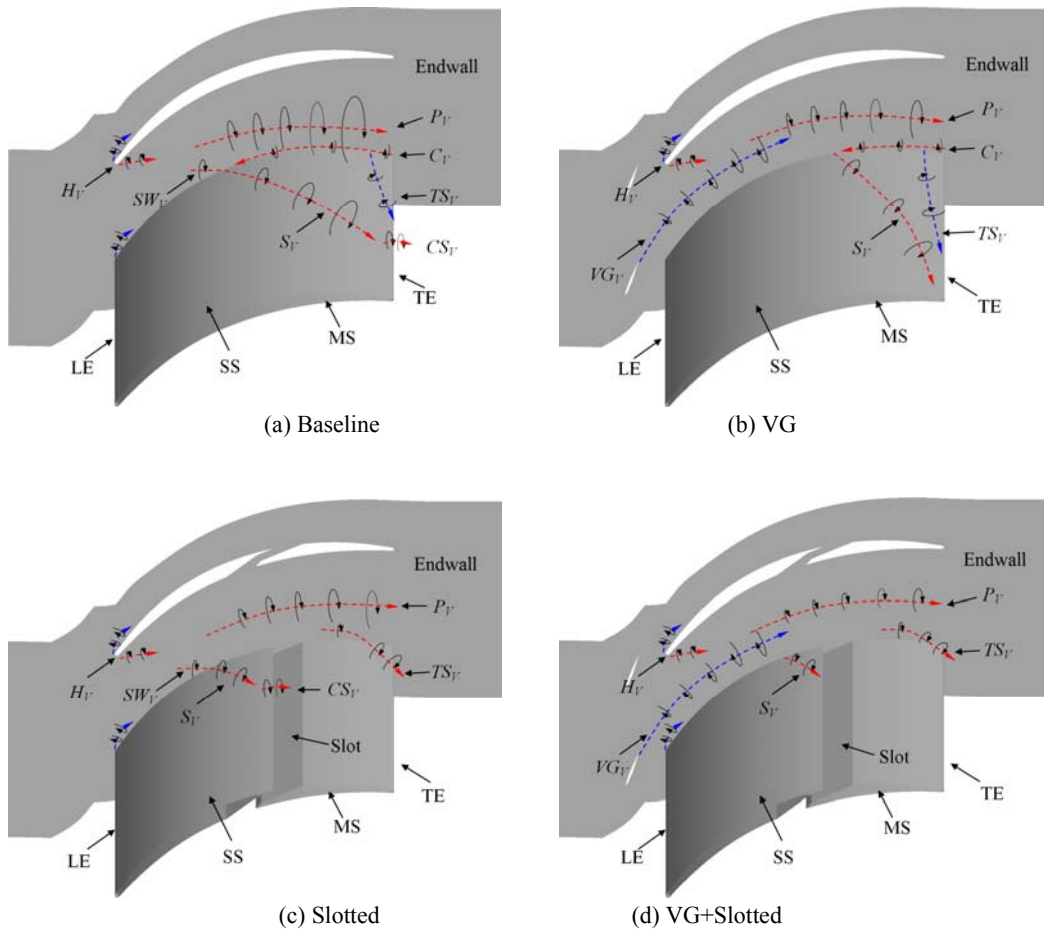 Endwall
P_V
C_V
H_V
SW_V
TS_V
S_V
CS_V
TE
MS
LE
SS
(a) Baseline
Endwall
P_V
C_V
H_V
S_V
TS_V
VG_V
TE
MS
LE
SS
(b) VG
Endwall
P_V
H_V
TS_V
SW_V
CS_V
S_V
Slot
TE
MS
LE
SS
(c) Slotted
Endwall
P_V
H_V
TS_V
S_V
Slot
VG_V
TE
MS
LE
SS
(d) VG+Slotted